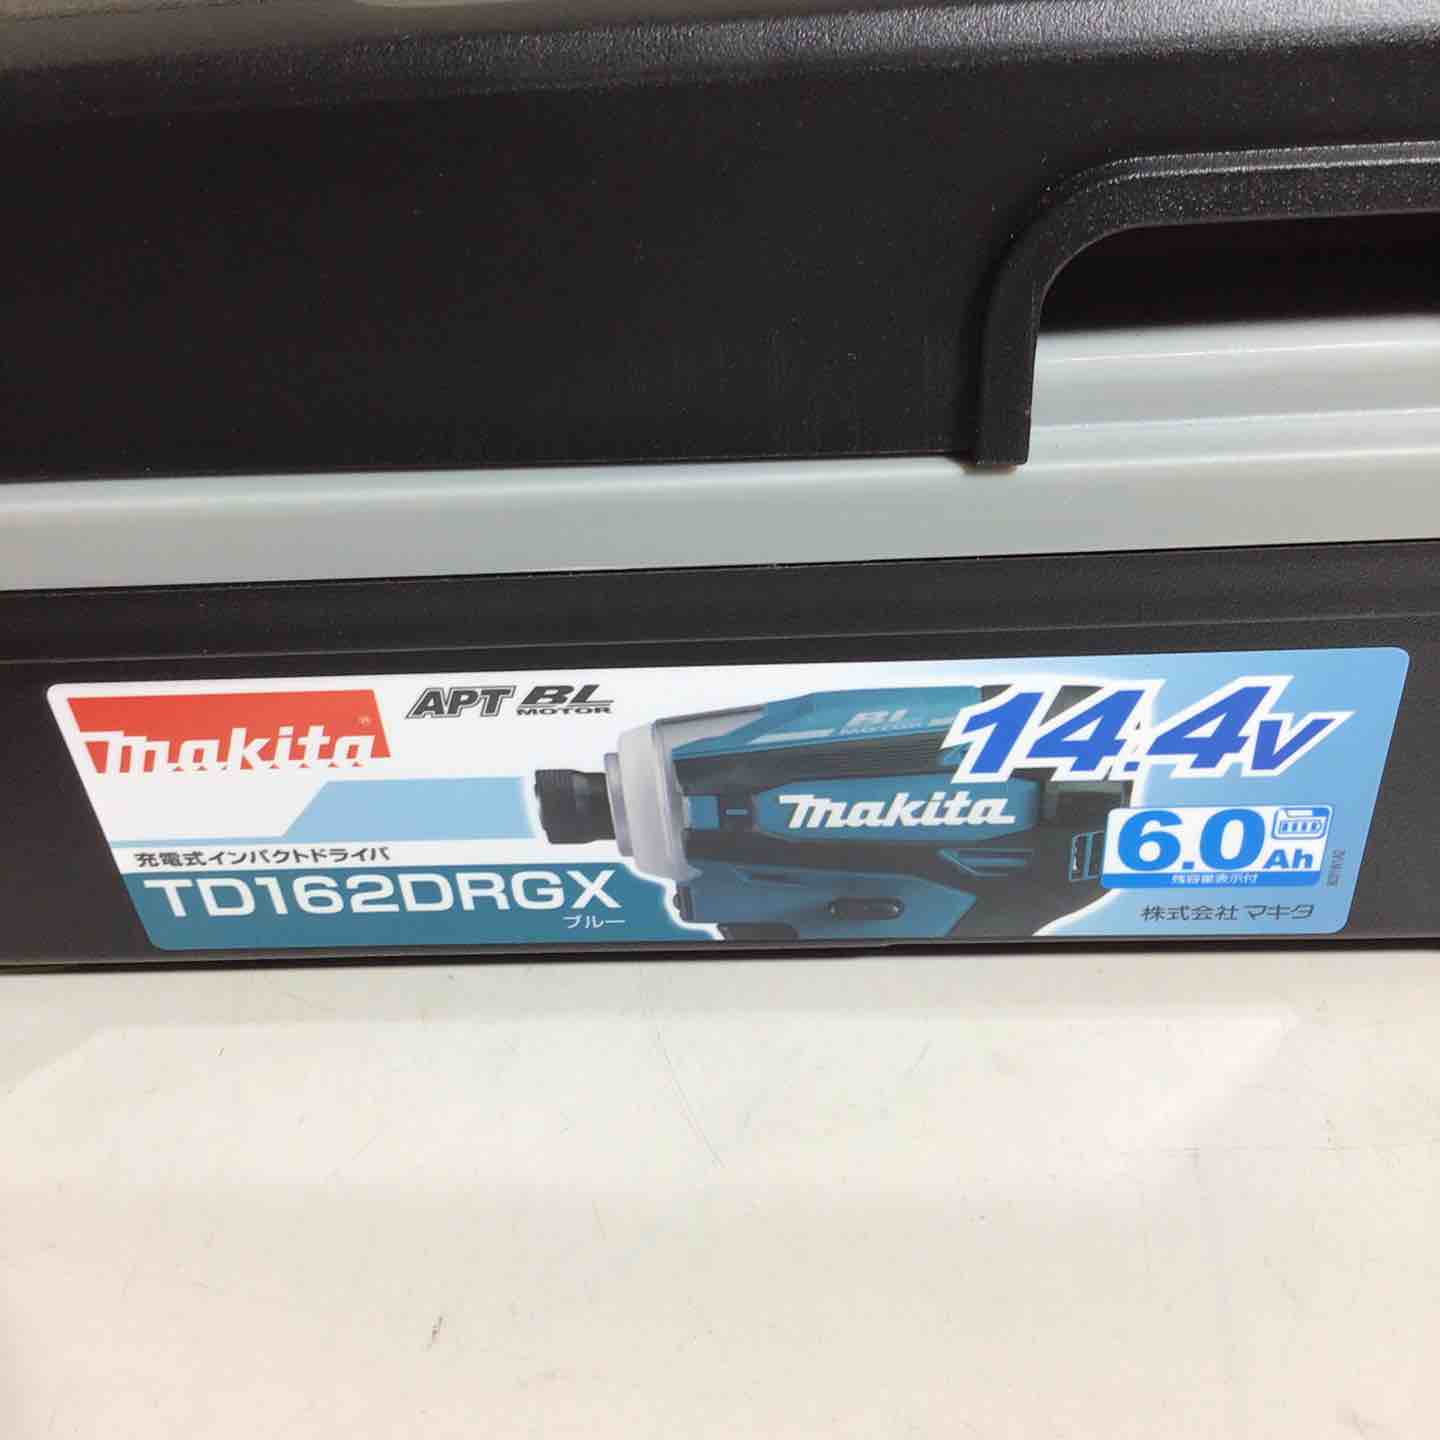 makita®
APT BL MOTOR
BL MOTOR
14.4V
makita
6.0Ah
残容量表示付
充電式インパクトドライバ
TD162DRGX
ブルー
株式会社 マキタ